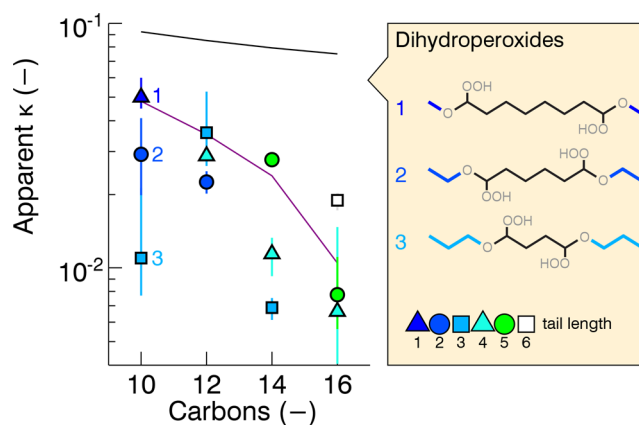 10-1
Dihydroperoxides
OOH
1
1
O
O
HOO
Apparent κ (–)
2
HOO
2
O
O
OOH
OOH
3
3
O
O
HOO
10-2
tail length
1 2 3 4 5 6
10 12 14 16
Carbons (–)